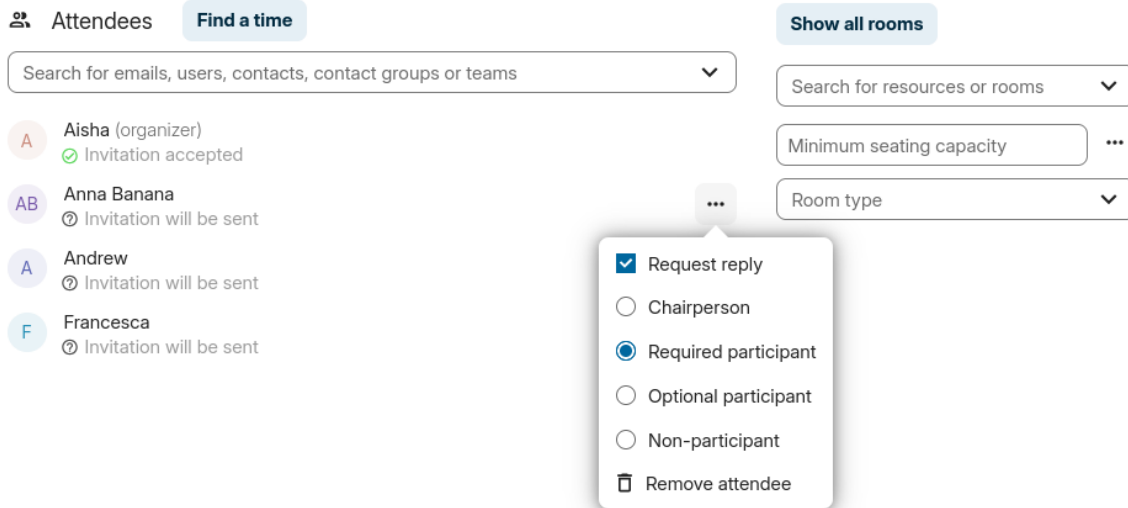 Attendees
Find a time
Search for emails, users, contacts, contact groups or teams
A
Aisha (organizer)
Invitation accepted
AB
Anna Banana
Invitation will be sent
A
Andrew
Invitation will be sent
F
Francesca
Invitation will be sent
Request reply
Chairperson
Required participant
Optional participant
Non-participant
Remove attendee
Show all rooms
Search for resources or rooms
Minimum seating capacity
Room type